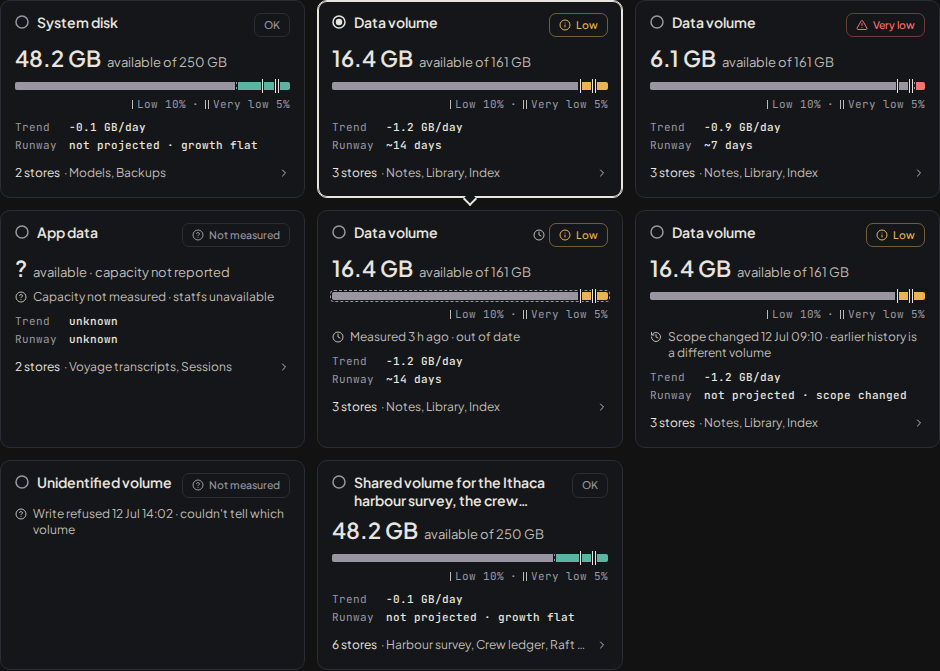 System disk
OK
48.2 GB available of 250 GB
Low 10% · Very low 5%
Trend -0.1 GB/day
Runway not projected · growth flat
2 stores · Models, Backups
Data volume
Low
16.4 GB available of 161 GB
Low 10% · Very low 5%
Trend -1.2 GB/day
Runway ~14 days
3 stores · Notes, Library, Index
Data volume
Very low
6.1 GB available of 161 GB
Low 10% · Very low 5%
Trend -0.9 GB/day
Runway ~7 days
3 stores · Notes, Library, Index
App data
Not measured
? available · capacity not reported
Capacity not measured · statfs unavailable
Trend unknown
Runway unknown
2 stores · Voyage transcripts, Sessions
Data volume
Low
16.4 GB available of 161 GB
Low 10% · Very low 5%
Measured 3 h ago · out of date
Trend -1.2 GB/day
Runway ~14 days
3 stores · Notes, Library, Index
Data volume
Low
16.4 GB available of 161 GB
Low 10% · Very low 5%
Scope changed 12 Jul 09:10 · earlier history is
a different volume
Trend -1.2 GB/day
Runway not projected · scope changed
3 stores · Notes, Library, Index
Unidentified volume
Not measured
Write refused 12 Jul 14:02 · couldn't tell which
volume
Shared volume for the Ithaca
harbour survey, the crew…
OK
48.2 GB available of 250 GB
Low 10% · Very low 5%
Trend -0.1 GB/day
Runway not projected · growth flat
6 stores · Harbour survey, Crew ledger, Raft …